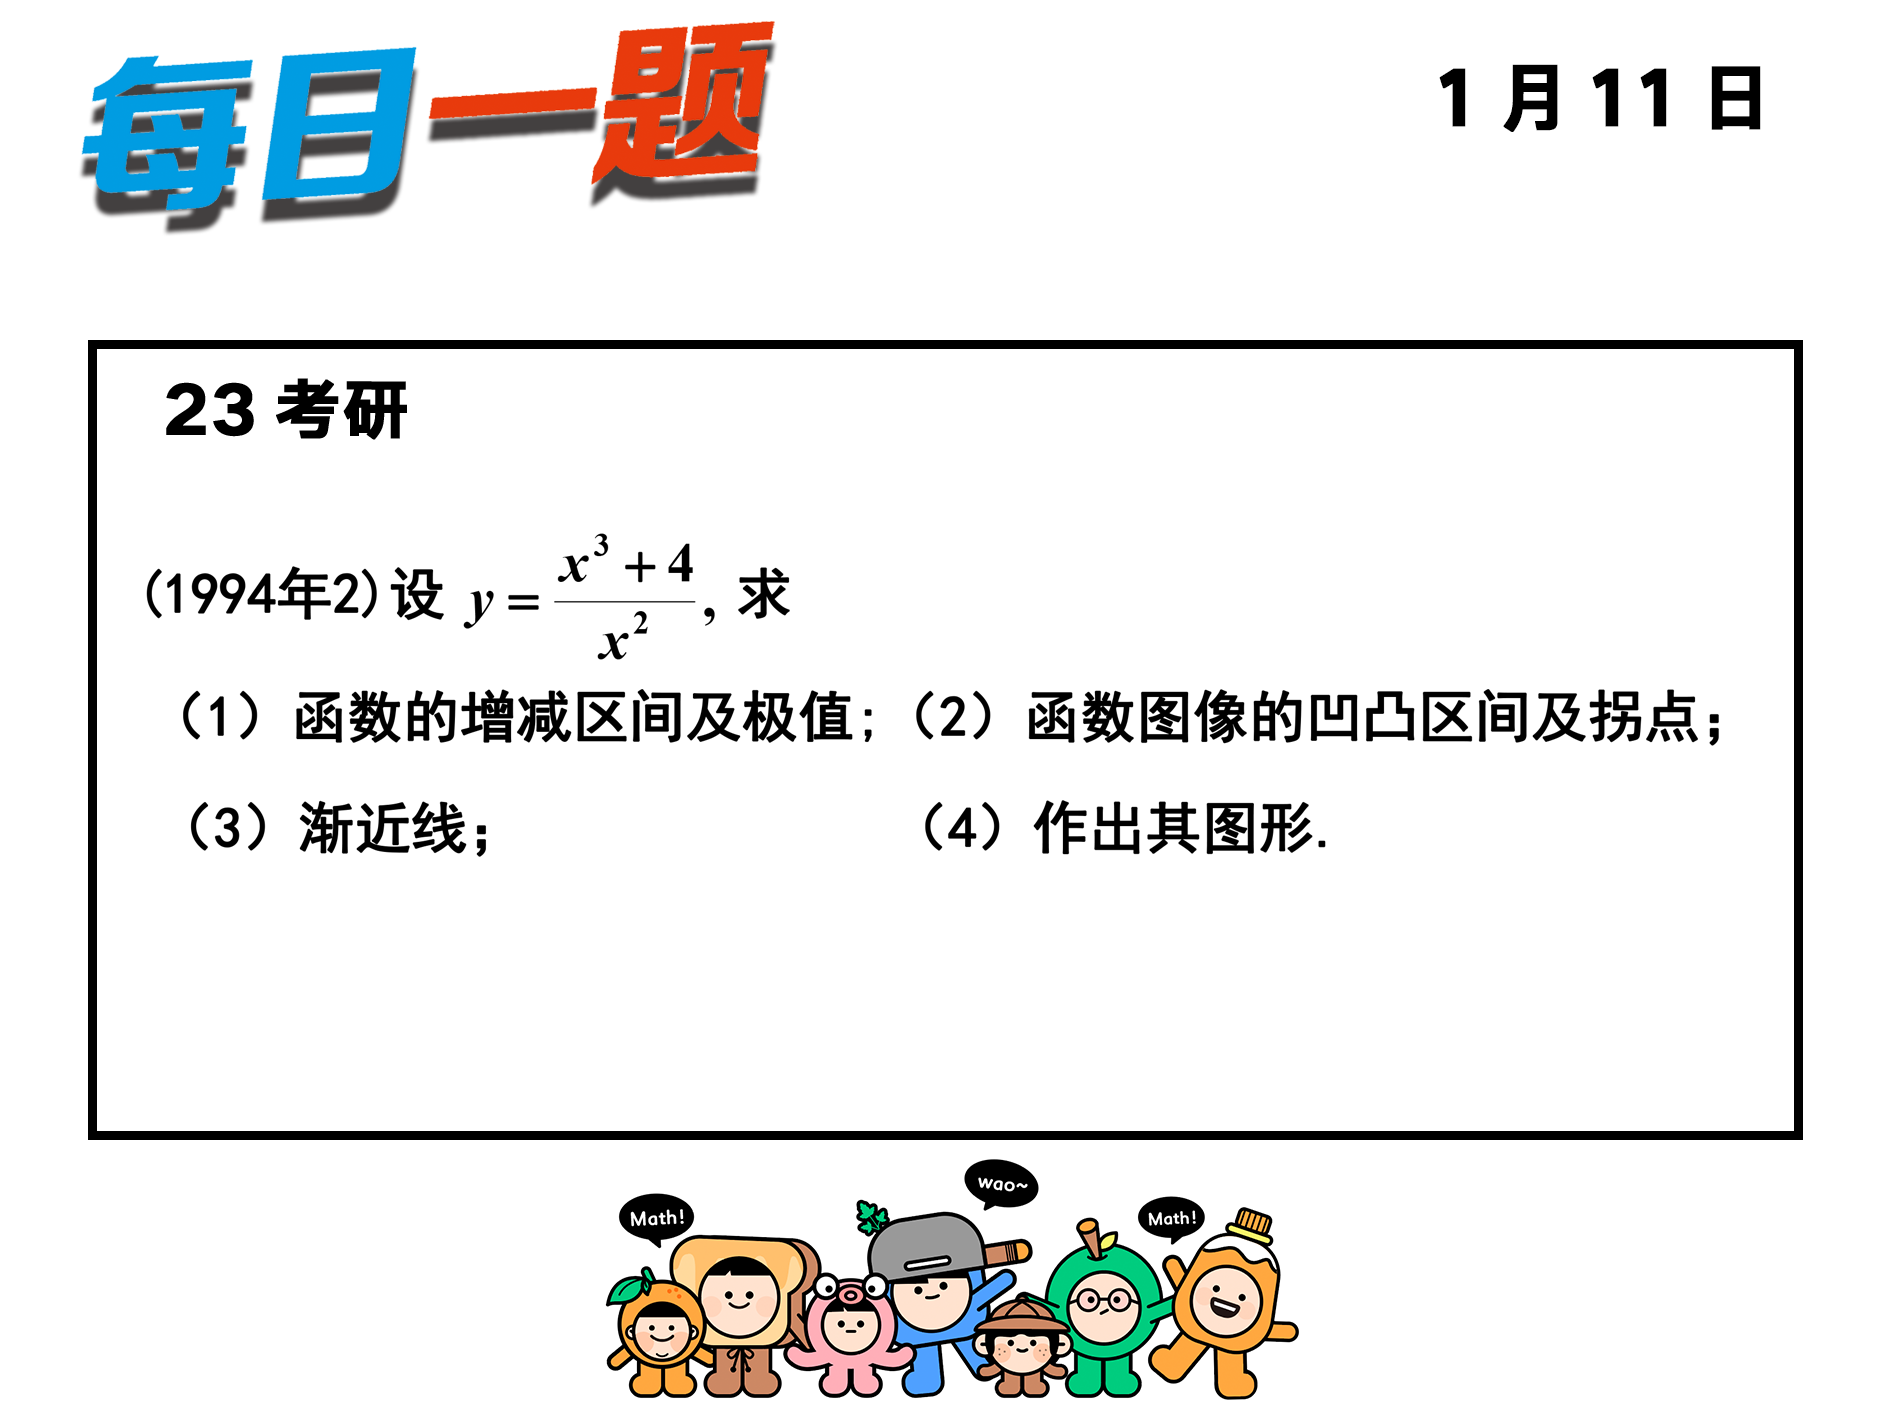 每日一题
1 月 11 日
23 考研
(1994年2)设 y = \frac{x^3+4}{x^2}, 求
（1）函数的增减区间及极值;（2）函数图像的凹凸区间及拐点；
（3）渐近线；（4）作出其图形.
wao~
Math!
Math!